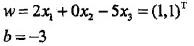 w = 2x₁ + 0x₂ − 5x₃ = (1,1)ᵀ
b = −3